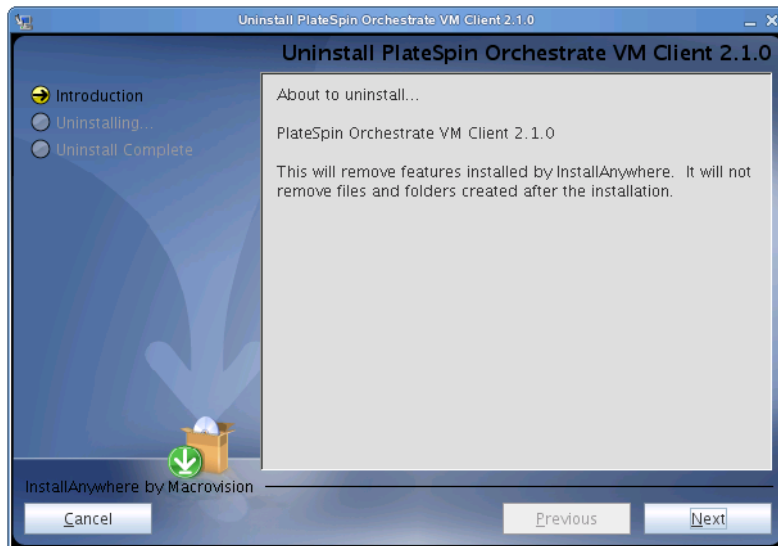 Uninstall PlateSpin Orchestrate VM Client 2.1.0
Uninstall PlateSpin Orchestrate VM Client 2.1.0
Introduction
Uninstalling...
Uninstall Complete
About to uninstall...
PlateSpin Orchestrate VM Client 2.1.0
This will remove features installed by InstallAnywhere. It will not
remove files and folders created after the installation.
InstallAnywhere by Macrovision
Cancel
Previous
Next